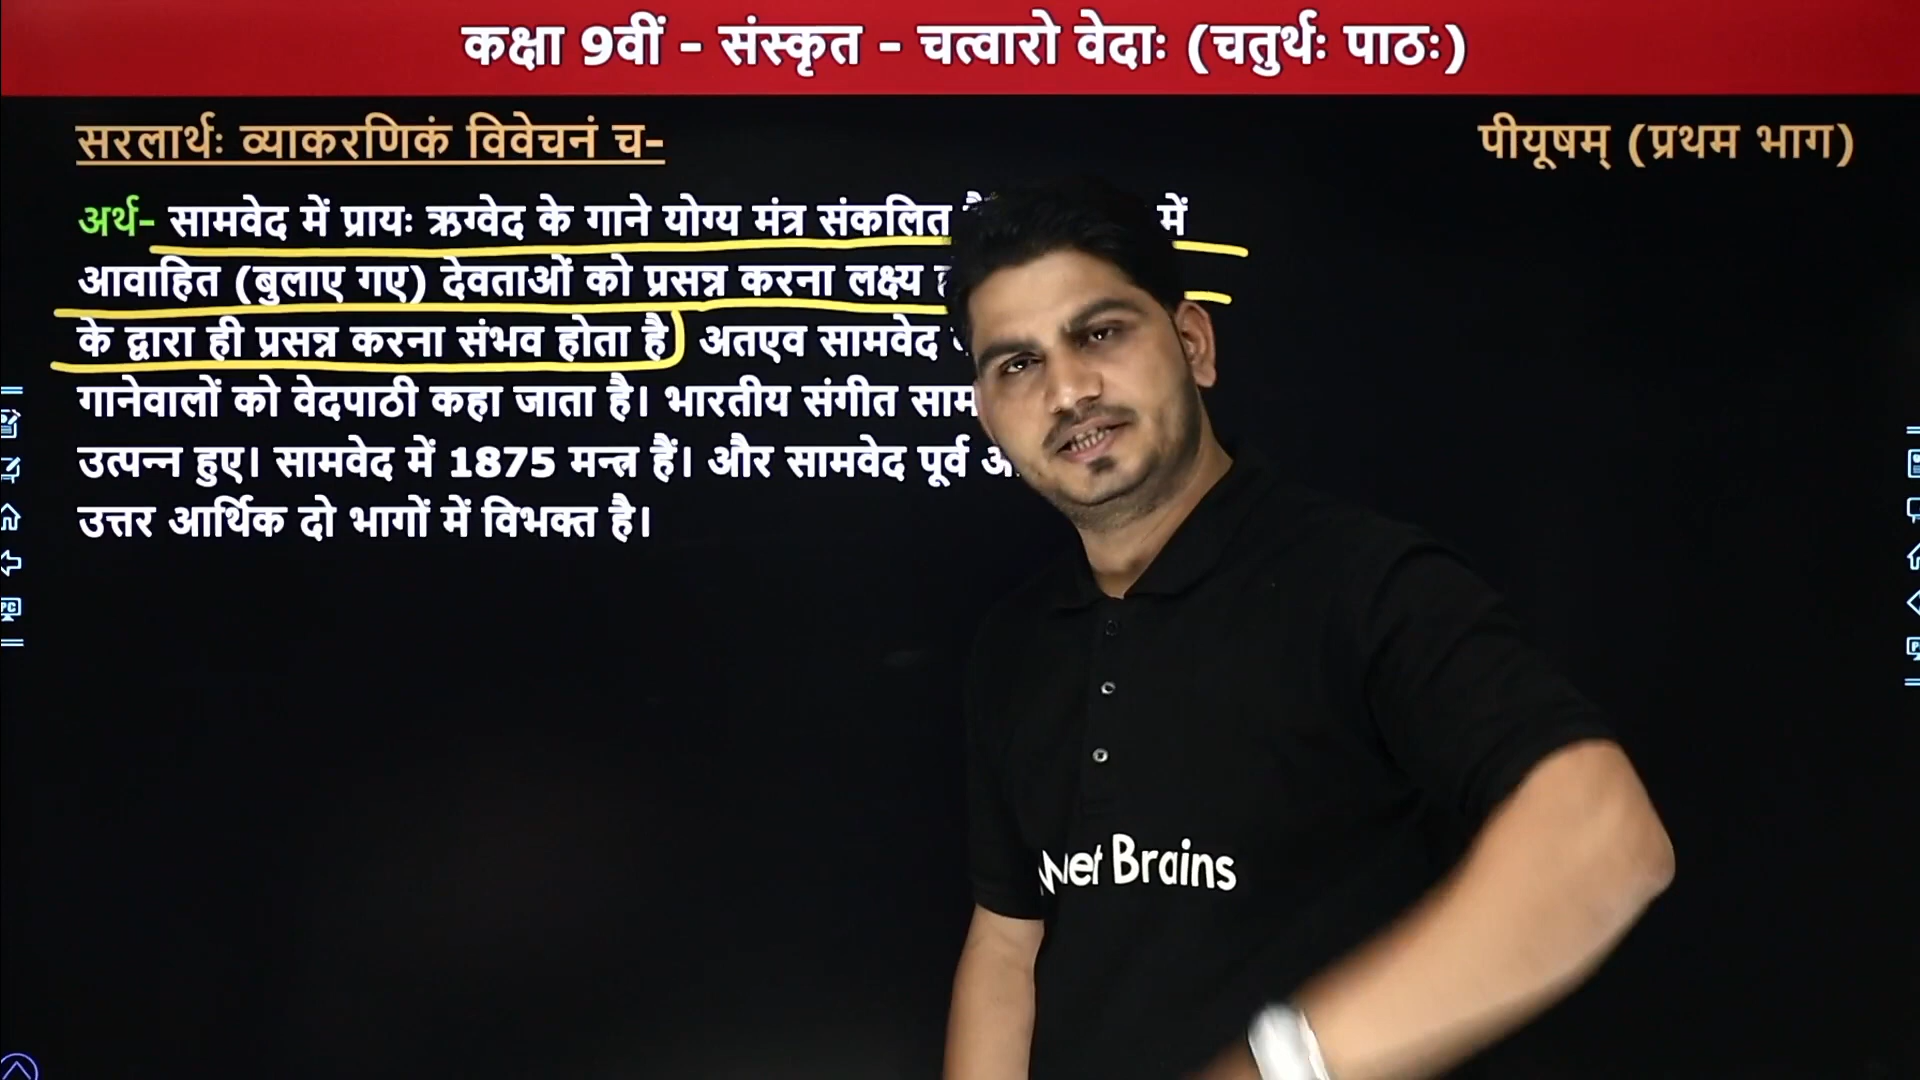 कक्षा 9वीं - संस्कृत - चत्वारो वेदाः (चतुर्थः पाठः)
सरलार्थः व्याकरणिकं विवेचनं च-
पीयूषम् (प्रथम भाग)
अर्थ- सामवेद में प्रायः ऋग्वेद के गाने योग्य मंत्र संकलित में
आवाहित (बुलाए गए) देवताओं को प्रसन्न करना लक्ष्य
के द्वारा ही प्रसन्न करना संभव होता है अतएव सामवेद
गानेवालों को वेदपाठी कहा जाता है। भारतीय संगीत
उत्पन्न हुए। सामवेद में 1875 मन्त्र हैं। और सामवेद पूर्व
उत्तर आर्थिक दो भागों में विभक्त है।
Brains